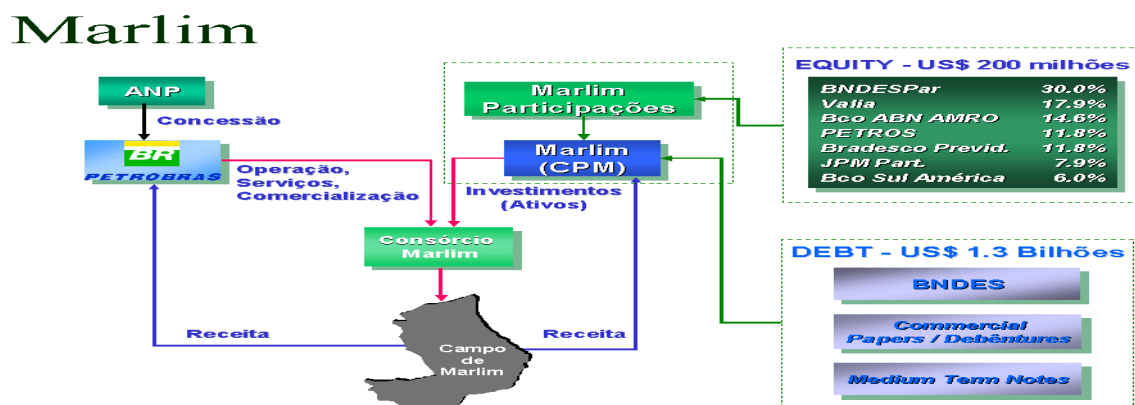 Marlim
ANP
Concessão
BR
PETROBRAS
Operação,
Serviços,
Comercialização
Marlim
Participações
Marlim
(CPM)
Investimentos
(Ativos)
Consórcio
Marlim
Receita
Receita
Campo
de
Marlim
EQUITY - US$ 200 milhões
BNDESPar 30.0%
Valia 17.9%
Bco ABN AMRO 14.6%
PETROS 11.8%
Bradesco Previd. 11.8%
JPM Part. 7.9%
Bco Sul América 6.0%
DEBT - US$ 1.3 Bilhões
BNDES
Commercial
Papers / Debêntures
Medium Term Notes